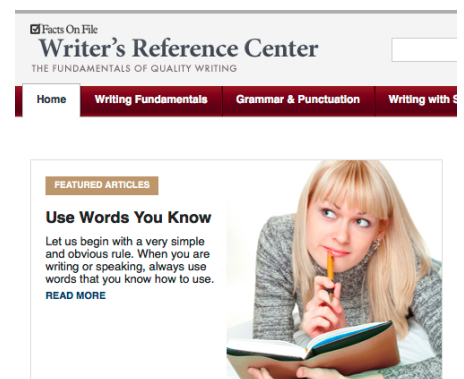 Facts On File
Writer's Reference Center
THE FUNDAMENTALS OF QUALITY WRITING
Home Writing Fundamentals Grammar & Punctuation Writing with S
FEATURED ARTICLES
Use Words You Know
Let us begin with a very simple
and obvious rule. When you are
writing or speaking, always use
words that you know how to use.
READ MORE